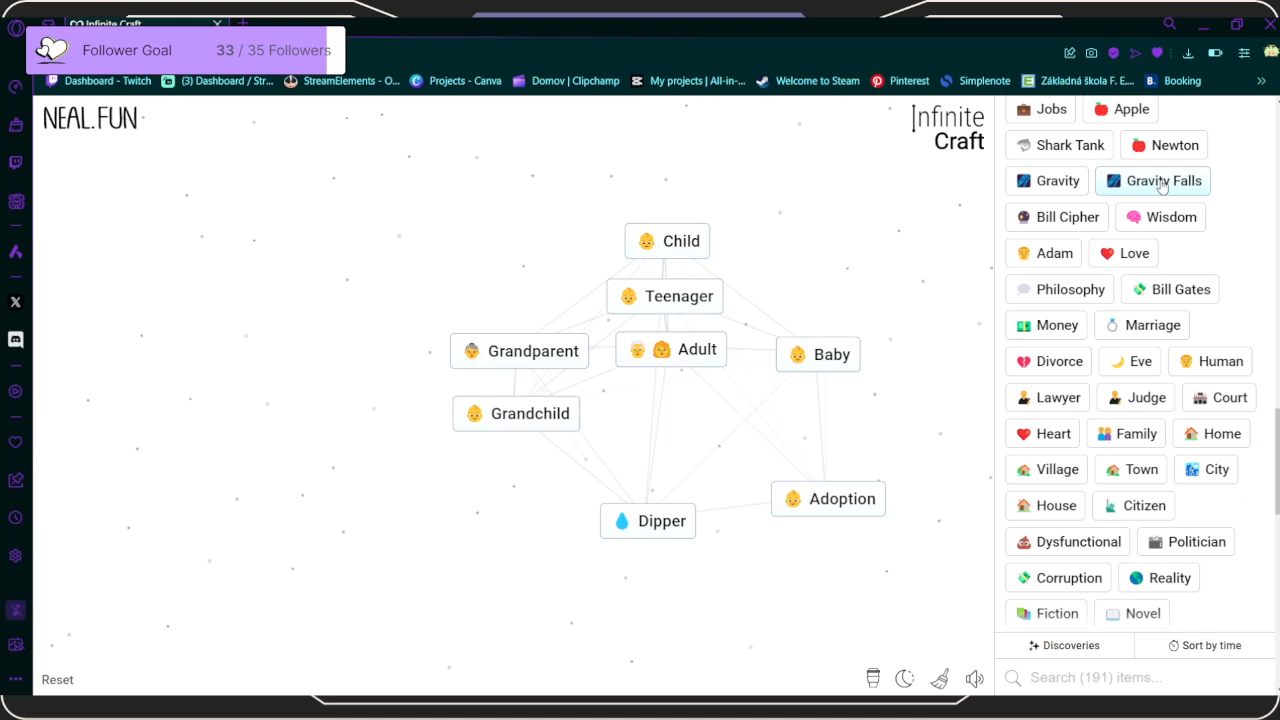 Infinite Craft
Follower Goal 33 / 35 Followers
Dashboard - Twitch (3) Dashboard / Str... StreamElements - O... Projects - Canva Domov | Clipchamp My projects | All-in-... Welcome to Steam Pinterest Simplenote Základná škola F. E... Booking
NEAL.FUN
Infinite
Craft
Child
Teenager
Grandparent
Adult
Baby
Grandchild
Adoption
Dipper
Reset
Jobs Apple
Shark Tank Newton
Gravity Gravity Falls
Bill Cipher Wisdom
Adam Love
Philosophy Bill Gates
Money Marriage
Divorce Eve Human
Lawyer Judge Court
Heart Family Home
Village Town City
House Citizen
Dysfunctional Politician
Corruption Reality
Fiction Novel
Discoveries Sort by time
Search (191) items...